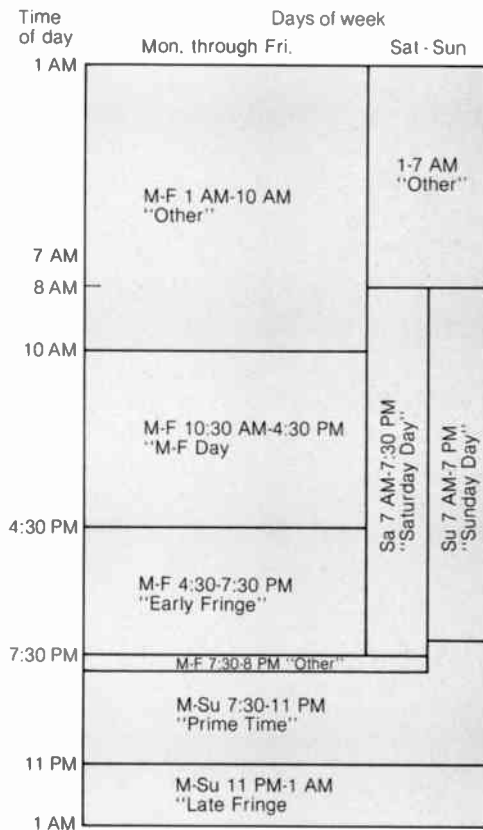 Time
of day
Days of week
Mon. through Fri.
Sat - Sun
1 AM
1-7 AM
"Other"
M-F 1 AM-10 AM
"Other"
7 AM
8 AM
10 AM
M-F 10:30 AM-4:30 PM
"M-F Day
Sa 7 AM-7:30 PM
"Saturday Day"
Su 7 AM-7 PM
"Sunday Day"
4:30 PM
M-F 4:30-7:30 PM
"Early Fringe"
7:30 PM
M-F 7:30-8 PM "Other"
M-Su 7:30-11 PM
"Prime Time"
11 PM
M-Su 11 PM-1 AM
"Late Fringe
1 AM